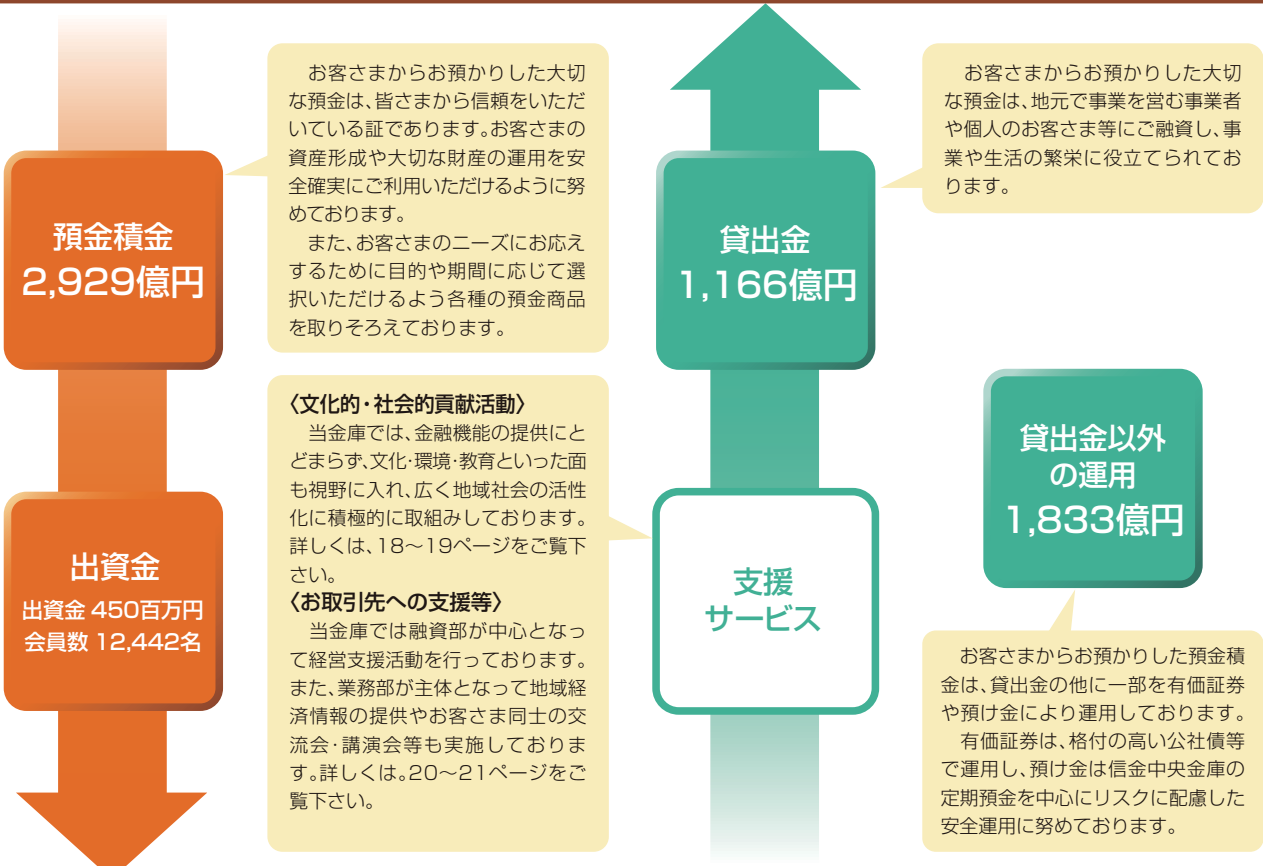 預金積金
2,929億円
お客さまからお預かりした大切
な預金は、皆さまから信頼をいただ
いている証であります。お客さまの
資産形成や大切な財産の運用を安
全確実にご利用いただけるように努
めております。
また、お客さまのニーズにお応え
するために目的や期間に応じて選
択いただけるよう各種の預金商品
を取りそろえております。
出資金
出資金 450百万円
会員数 12,442名
〈文化的・社会的貢献活動〉
当金庫では、金融機能の提供にと
どまらず、文化・環境・教育といった面
も視野に入れ、広く地域社会の活性
化に積極的に取組みしております。
詳しくは、18～19ページをご覧下
さい。
〈お取引先への支援等〉
当金庫では融資部が中心となっ
て経営支援活動を行っております。
また、業務部が主体となって地域経
済情報の提供やお客さま同士の交
流会・講演会等も実施しておりま
す。詳しくは。20～21ページをご
覧下さい。
貸出金
1,166億円
お客さまからお預かりした大切
な預金は、地元で事業を営む事業者
や個人のお客さま等にご融資し、事
業や生活の繁栄に役立てられてお
ります。
支援
サービス
貸出金以外
の運用
1,833億円
お客さまからお預かりした預金積
金は、貸出金の他に一部を有価証券
や預け金により運用しております。
有価証券は、格付の高い公社債等
で運用し、預け金は信金中央金庫の
定期預金を中心にリスクに配慮した
安全運用に努めております。